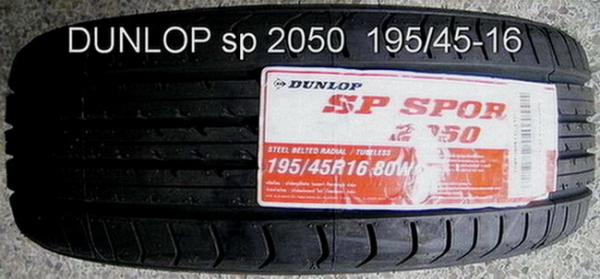 DUNLOP sp 2050 195/45-16
DUNLOP
SP SPOR
2050
STEEL BELTED RADIAL / TUBELESS
195/45R16 80W